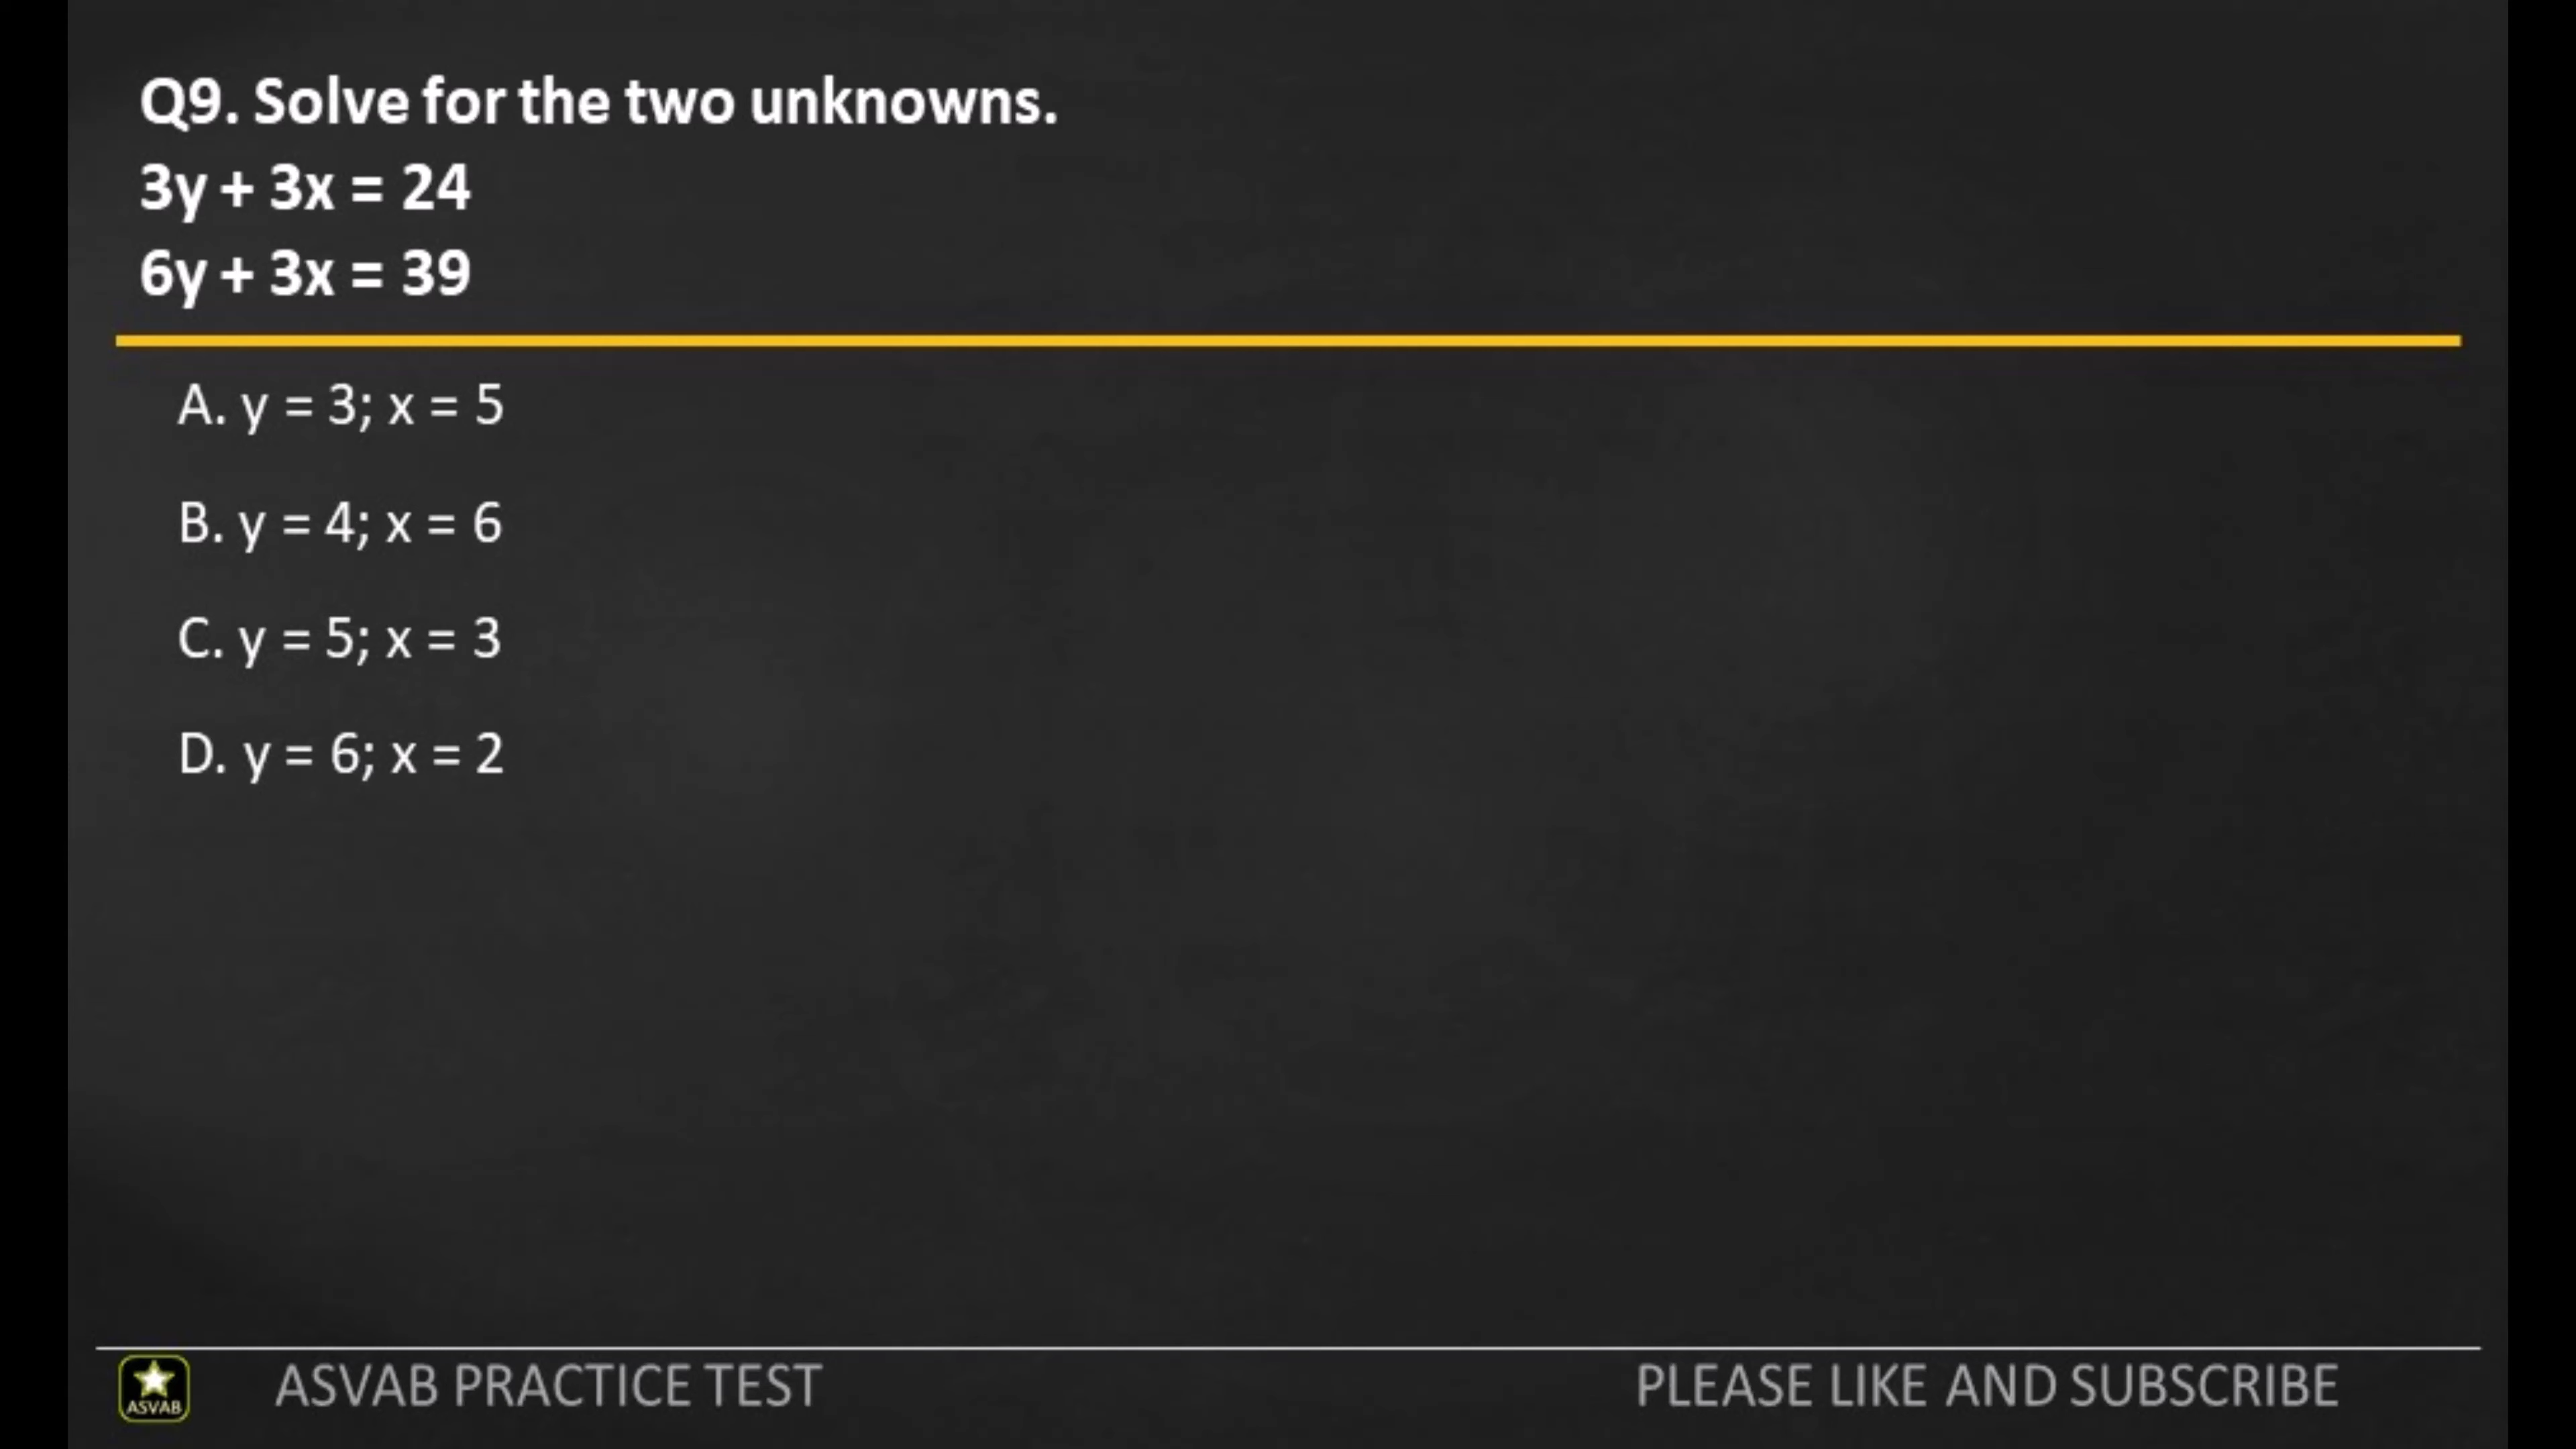 Q9. Solve for the two unknowns.
3y + 3x = 24
6y + 3x = 39
A. y = 3; x = 5
B. y = 4; x = 6
C. y = 5; x = 3
D. y = 6; x = 2
ASVAB
ASVAB PRACTICE TEST
PLEASE LIKE AND SUBSCRIBE